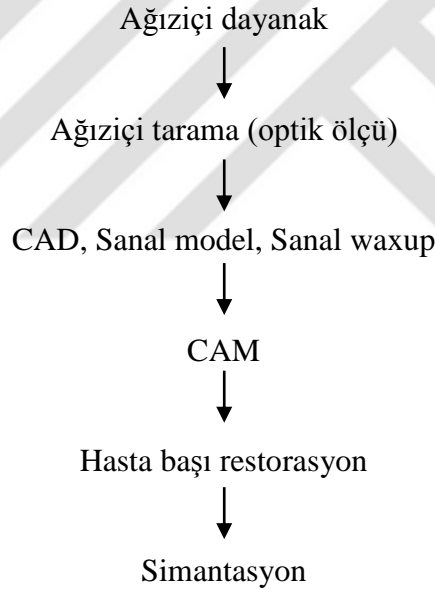 Ağıziçi dayanak
Ağıziçi tarama (optik ölçü)
CAD, Sanal model, Sanal waxup
CAM
Hasta başı restorasyon
Simantasyon